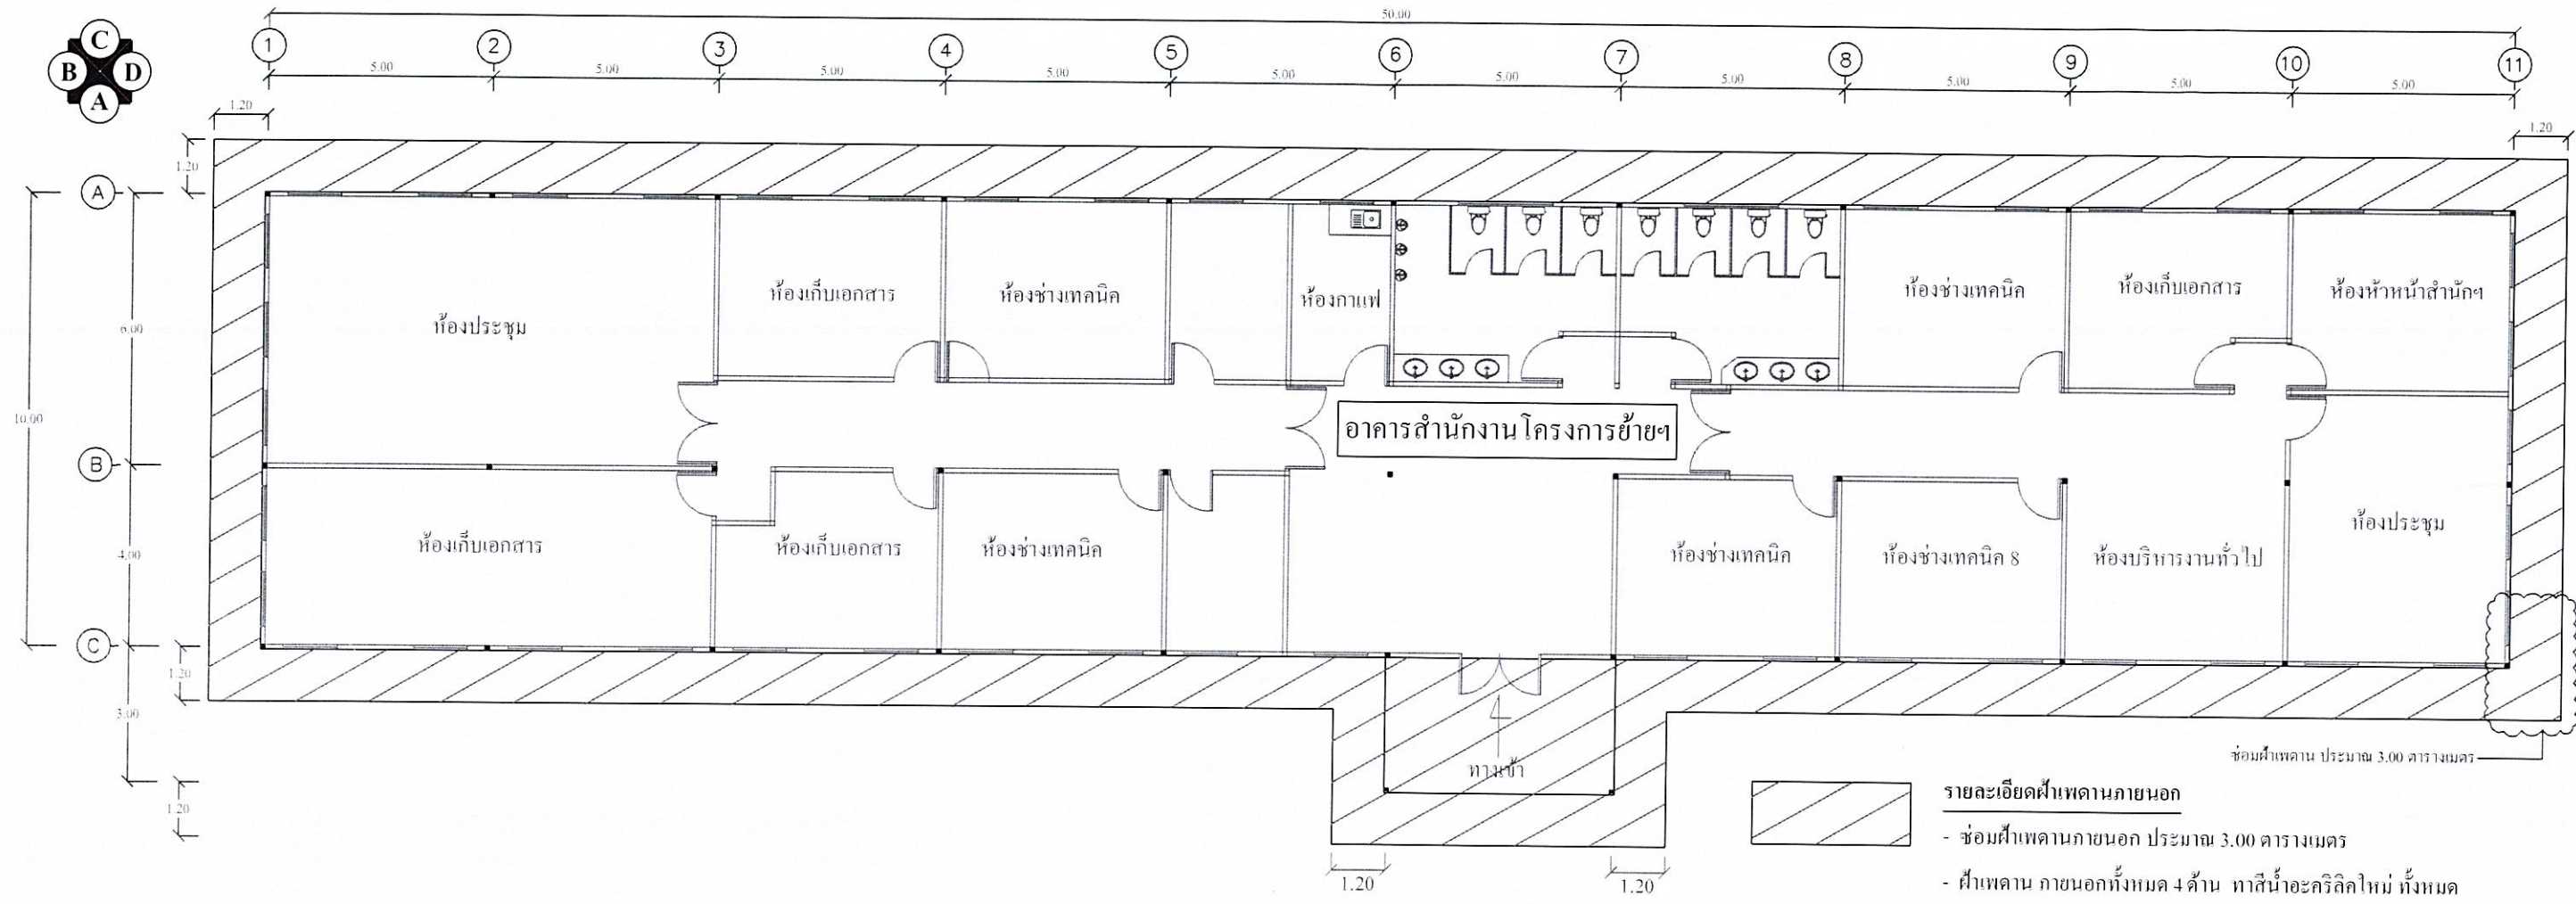 50.00
C
B D
A
1 2 3 4 5 6 7 8 9 10 11
5.00 5.00 5.00 5.00 5.00 5.00 5.00 5.00 5.00 5.00
1.20 1.20
1.20
A
ห้องประชุม
ห้องเก็บเอกสาร
ห้องช่างเทคนิค
ห้องกาแฟ
ห้องช่างเทคนิค
ห้องเก็บเอกสาร
ห้องหัวหน้าสำนักฯ
6.00
10.00
อาคารสำนักงานโครงการย้ายฯ
B
ห้องเก็บเอกสาร
ห้องเก็บเอกสาร
ห้องช่างเทคนิค
ห้องช่างเทคนิค
ห้องช่างเทคนิค 8
ห้องบริหารงานทั่วไป
ห้องประชุม
4.00
C
1.20
3.00
ทางเข้า
1.20
1.20 1.20
ซ่อมฝ้าเพดาน ประมาณ 3.00 ตารางเมตร
รายละเอียดฝ้าเพดานภายนอก
- ซ่อมฝ้าเพดานภายนอก ประมาณ 3.00 ตารางเมตร
- ฝ้าเพดาน ภายนอกทั้งหมด 4 ด้าน ทาสีน้ำอะคริลิคใหม่ ทั้งหมด